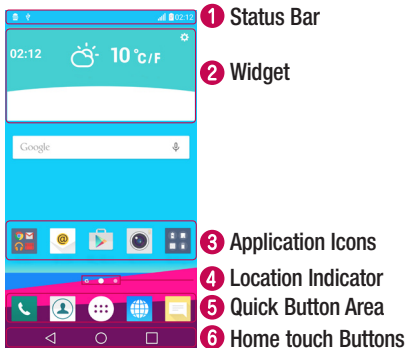 02:12
1 Status Bar
02:12 10°C/F
2 Widget
Google
@
3 Application Icons
4 Location Indicator
5 Quick Button Area
6 Home touch Buttons